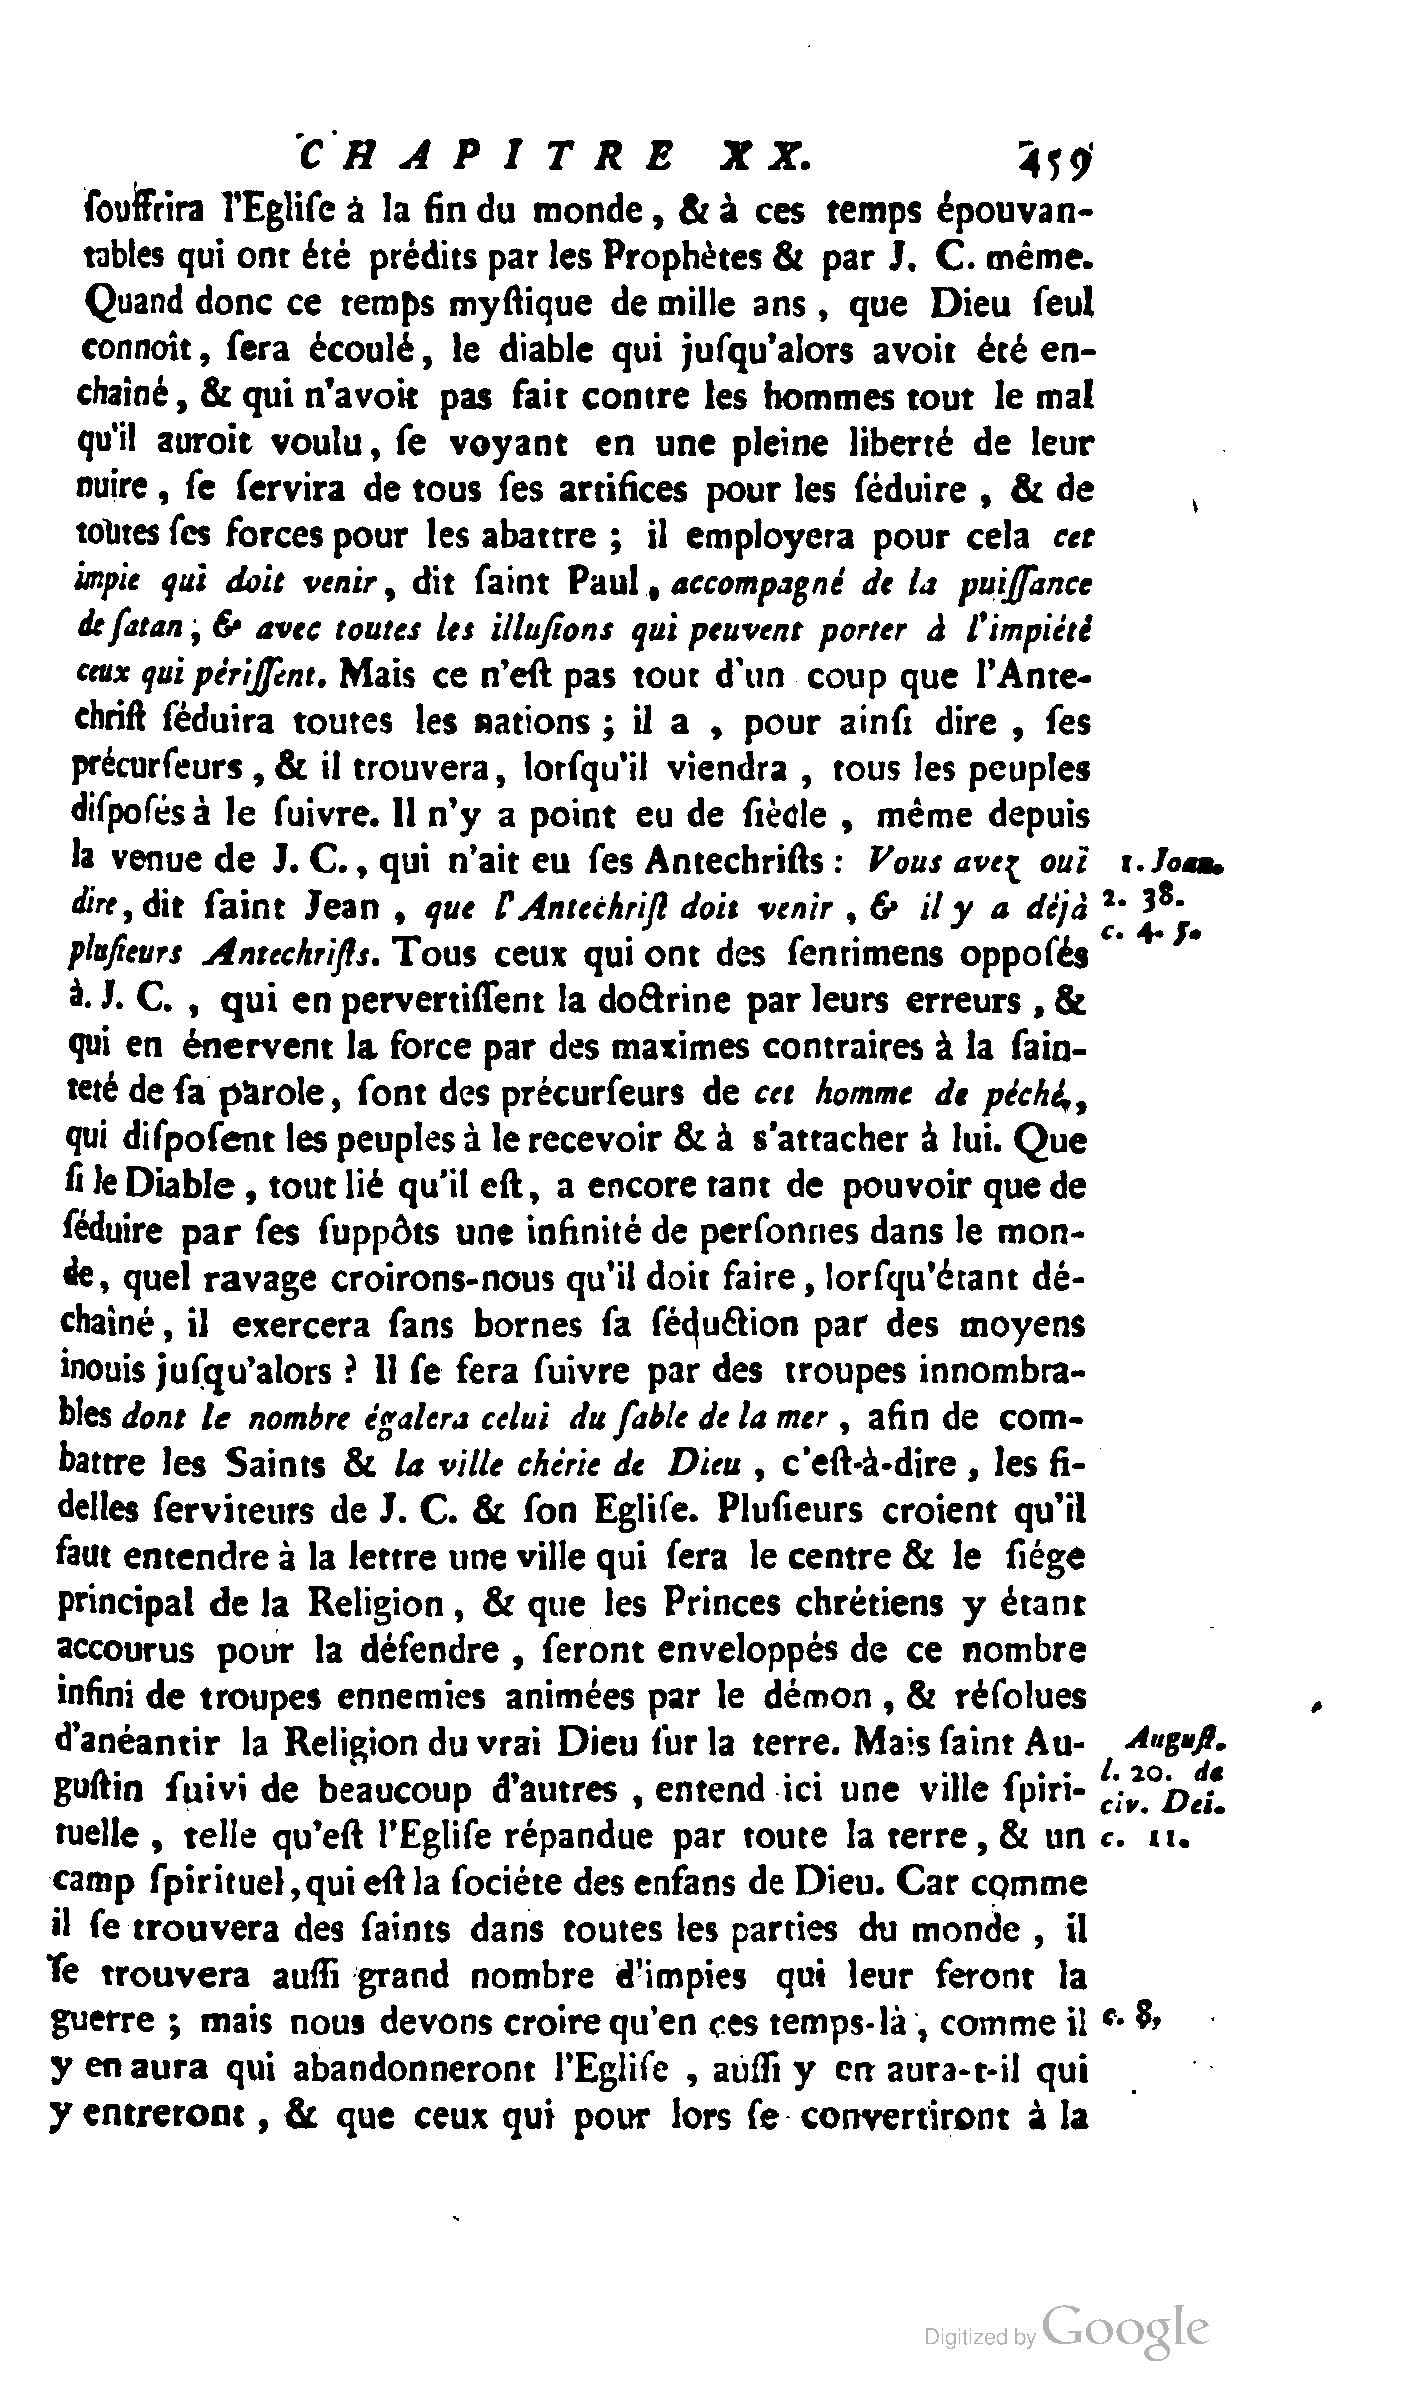 CHAPITRE XX. 459
ſouffrira l'Egliſe à la fin du monde, & à ces temps épouvan-
tables qui ont été prédits par les Prophètes & par J. C. même.
Quand donc ce temps myſtique de mille ans, que Dieu ſeul
connoît, ſera écoulé, le diable qui juſqu'alors avoit été en-
chaîné, & qui n'avoit pas fait contre les hommes tout le mal
qu'il auroit voulu, ſe voyant en une pleine liberté de leur
nuire, ſe ſervira de tous ſes artifices pour les ſéduire, & de
toutes ſes forces pour les abattre; il employera pour cela cet
impie qui doit venir, dit ſaint Paul, accompagné de la puiſſance
de ſatan; & avec toutes les illuſions qui peuvent porter à l'impiété
ceux qui périſſent. Mais ce n'eſt pas tout d'un coup que l'Ante-
chriſt ſéduira toutes les nations; il a, pour ainſi dire, ſes
précurſeurs, & il trouvera, lorſqu'il viendra, tous les peuples
diſpoſés à le ſuivre. Il n'y a point eu de ſiècle, même depuis
la venue de J. C., qui n'ait eu ſes Antechriſts: Vous avez ouï
1. Joan.
dire, dit ſaint Jean, que l'Antechriſt doit venir, & il y a déjà
2. 38.
pluſieurs Antechriſts. Tous ceux qui ont des ſentimens oppoſés
c. 4. 5.
à J. C., qui en pervertiſſent la doctrine par leurs erreurs, &
qui en énervent la force par des maximes contraires à la ſain-
teté de ſa parole, ſont des précurſeurs de cet homme de péché,
qui diſpoſent les peuples à le recevoir & à s'attacher à lui. Que
ſi le Diable, tout lié qu'il eſt, a encore tant de pouvoir que de
ſéduire par ſes ſuppôts une infinité de perſonnes dans le mon-
de, quel ravage croirons-nous qu'il doit faire, lorſqu'étant dé-
chaîné, il exercera ſans bornes ſa ſéduction par des moyens
inouis juſqu'alors? Il ſe fera ſuivre par des troupes innombra-
bles dont le nombre égalera celui du ſable de la mer, afin de com-
battre les Saints & la ville chérie de Dieu, c'eſt-à-dire, les fi-
delles ſerviteurs de J. C. & ſon Egliſe. Pluſieurs croient qu'il
faut entendre à la lettre une ville qui ſera le centre & le ſiége
principal de la Religion, & que les Princes chrétiens y étant
accourus pour la défendre, ſeront enveloppés de ce nombre
infini de troupes ennemies animées par le démon, & réſolues
d'anéantir la Religion du vrai Dieu ſur la terre. Mais ſaint Au-
Auguſt.
guſtin ſuivi de beaucoup d'autres, entend ici une ville ſpiri-
l. 20. de
civ. Dei.
tuelle, telle qu'eſt l'Egliſe répandue par toute la terre, & un
c. 11.
camp ſpirituel, qui eſt la ſociéte des enfans de Dieu. Car comme
il ſe trouvera des ſaints dans toutes les parties du monde, il
ſe trouvera auſſi grand nombre d'impies qui leur feront la
guerre; mais nous devons croire qu'en ces temps-là, comme il
c. 8,
y en aura qui abandonneront l'Egliſe, auſſi y en aura-t-il qui
y entreront, & que ceux qui pour lors ſe convertiront à la
Digitized by Google